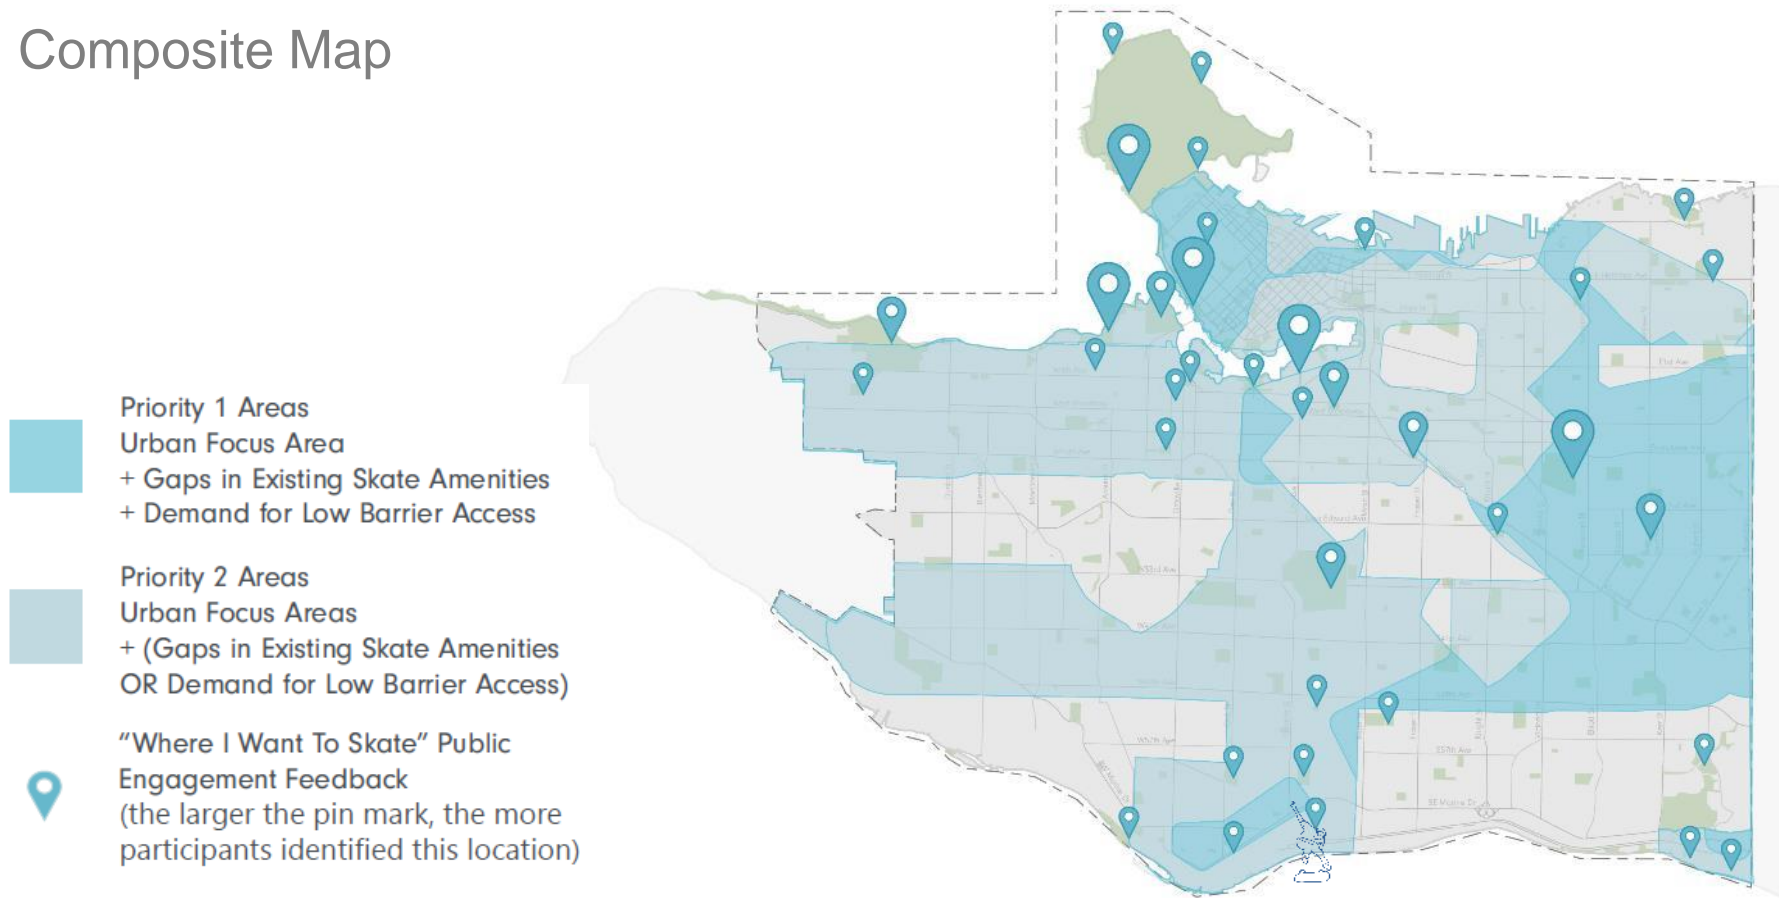 Composite Map
Priority 1 Areas
Urban Focus Area
+ Gaps in Existing Skate Amenities
+ Demand for Low Barrier Access
Priority 2 Areas
Urban Focus Areas
+ (Gaps in Existing Skate Amenities
OR Demand for Low Barrier Access)
“Where I Want To Skate” Public
Engagement Feedback
(the larger the pin mark, the more
participants identified this location)